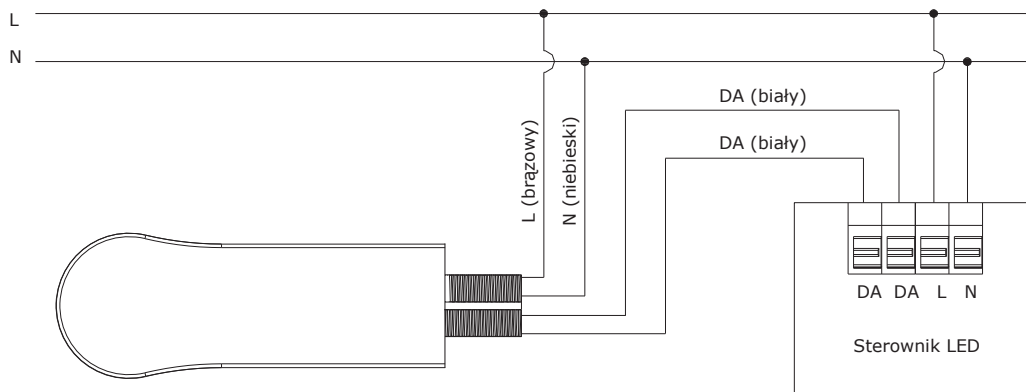 L
N
DA (biały)
DA (biały)
L (brązowy)
N (niebieski)
DA DA L N
Sterownik LED